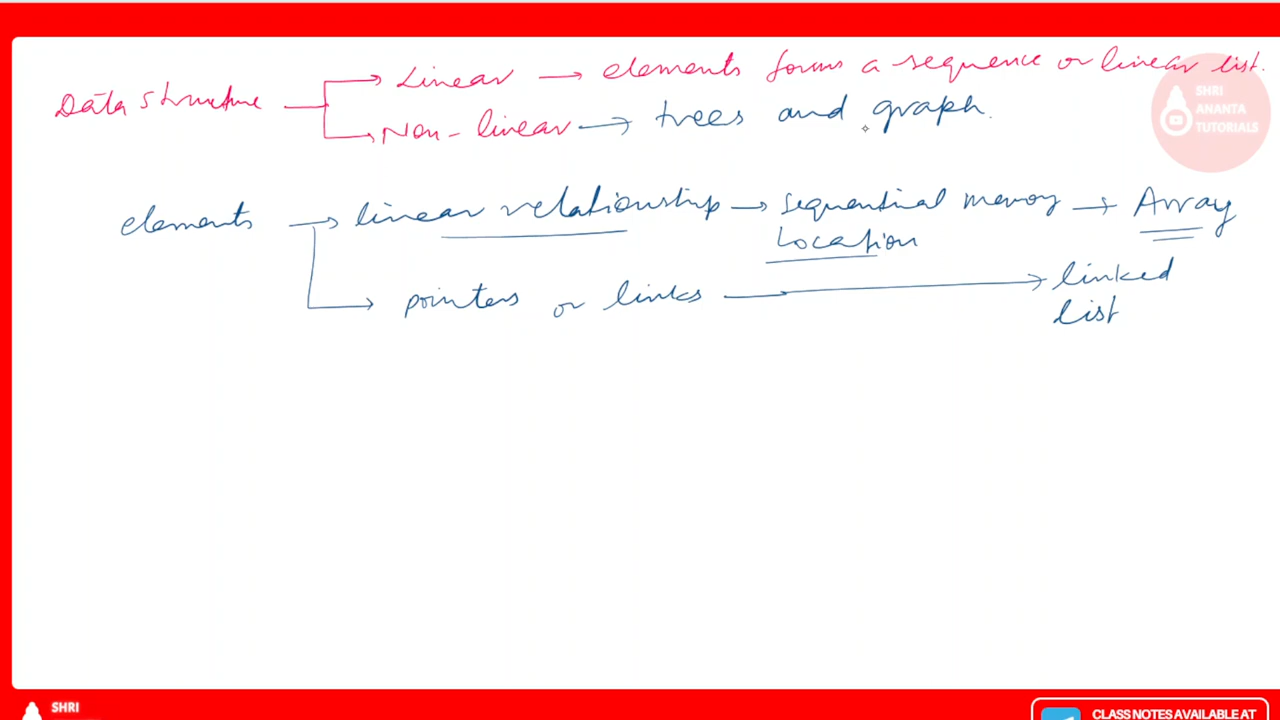 Data structure → Linear → elements forms a sequence or linear list.
→ Non-linear → trees and graph.
SHRI
ANANTA
TUTORIALS
elements → linear relationship → sequential memory → Array
Location
→ pointers or links → linked
list
SHRI
CLASS NOTES AVAILABLE AT